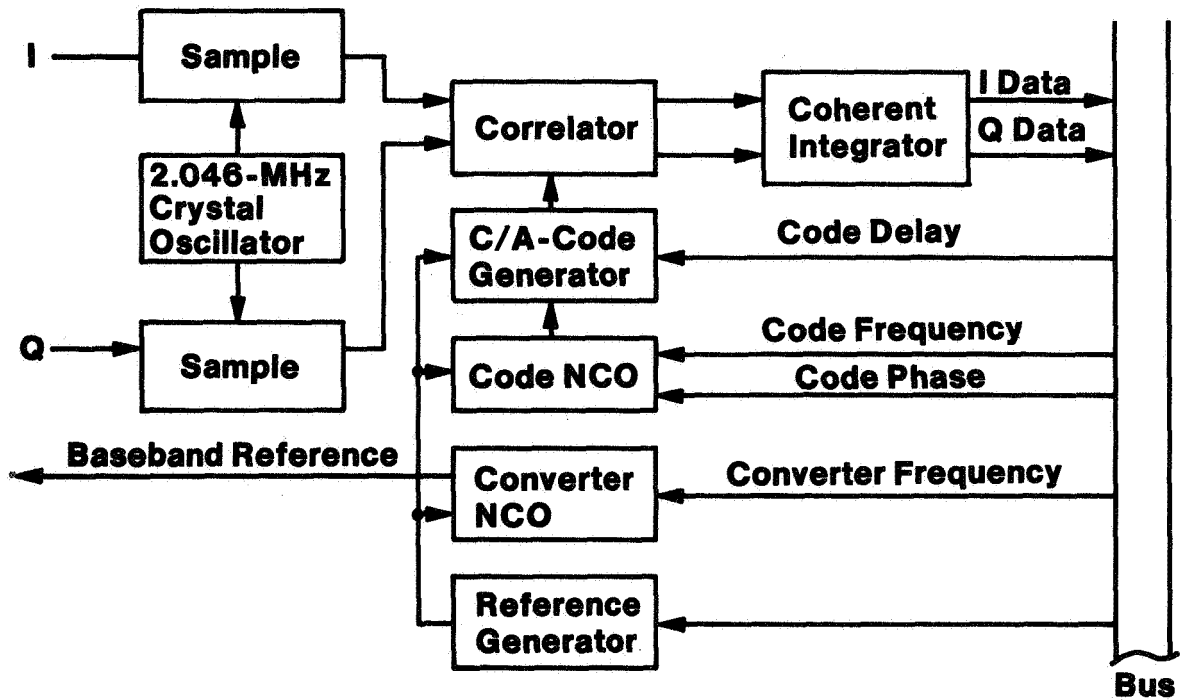 I
Sample
2.046-MHz
Crystal
Oscillator
Q
Sample
Correlator
Coherent
Integrator
I Data
Q Data
C/A-Code
Generator
Code Delay
Code NCO
Code Frequency
Code Phase
Baseband Reference
Converter
NCO
Converter Frequency
Reference
Generator
Bus